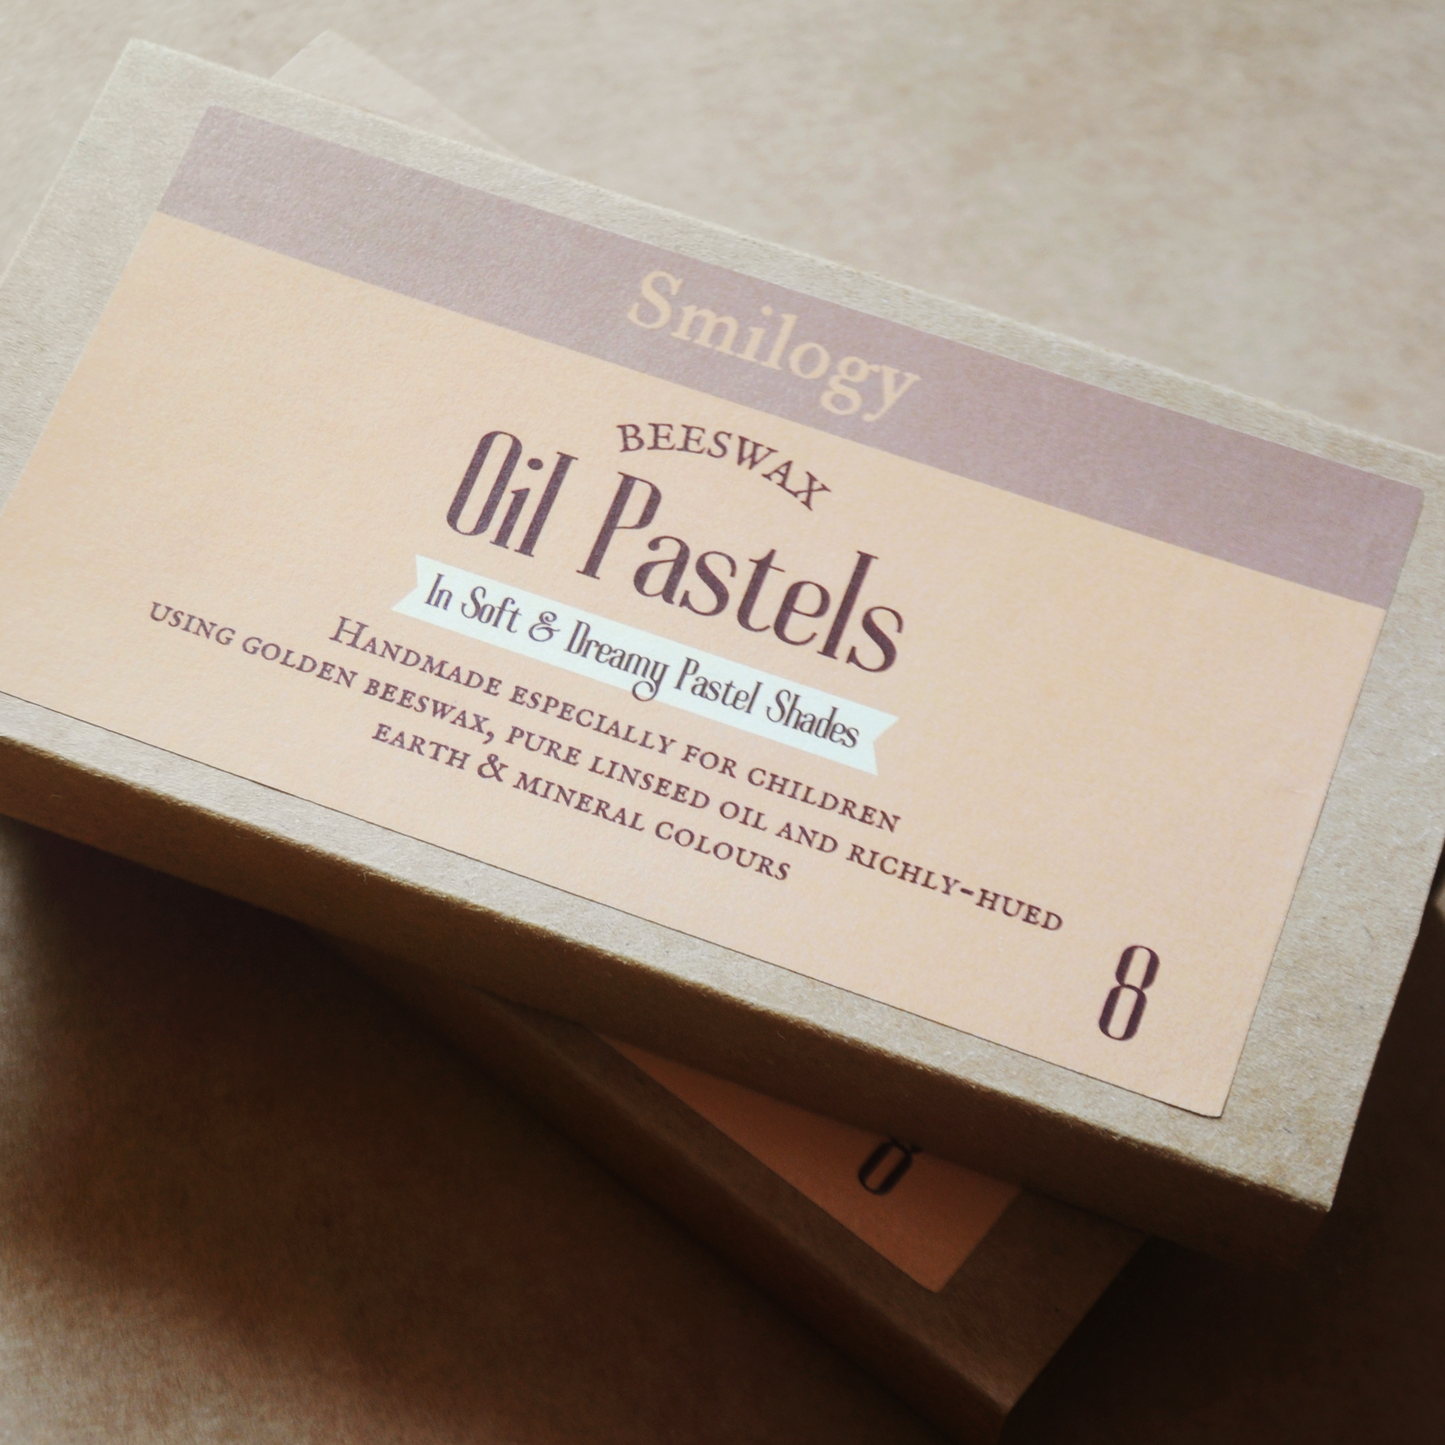 Smilogy
BEESWAX
Oil Pastels
In Soft & Dreamy Pastel Shades
Handmade especially for children
using golden beeswax, pure linseed oil and richly-hued
earth & mineral colours
8
8